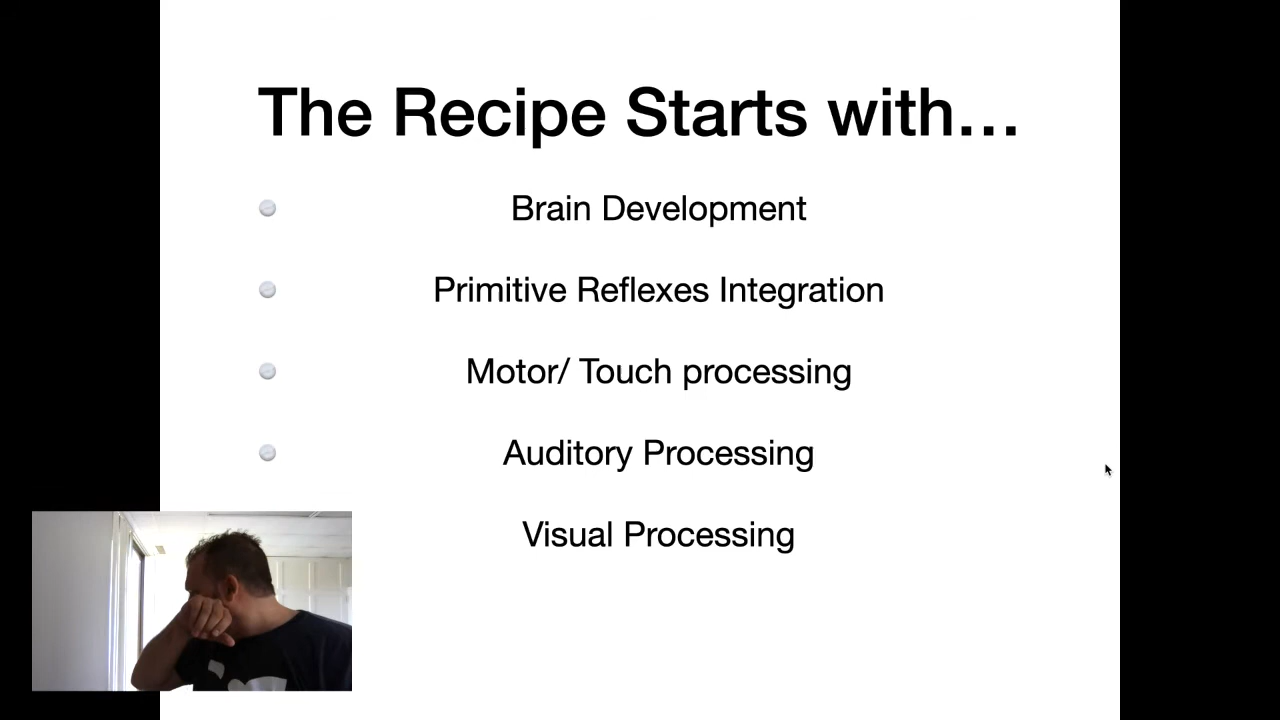 The Recipe Starts with…
Brain Development
Primitive Reflexes Integration
Motor/ Touch processing
Auditory Processing
Visual Processing